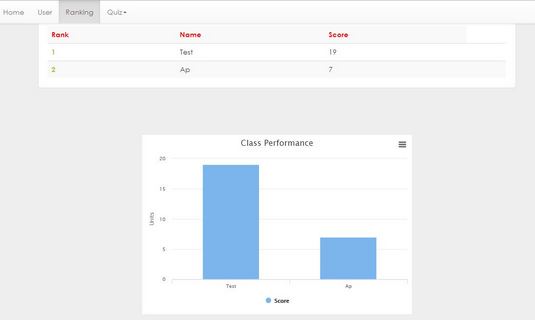 Home User Ranking Quiz
Rank Name Score
1 Test 19
2 Ap 7
Class Performance
20
15
10
5
0
Units
Test Ap
Score